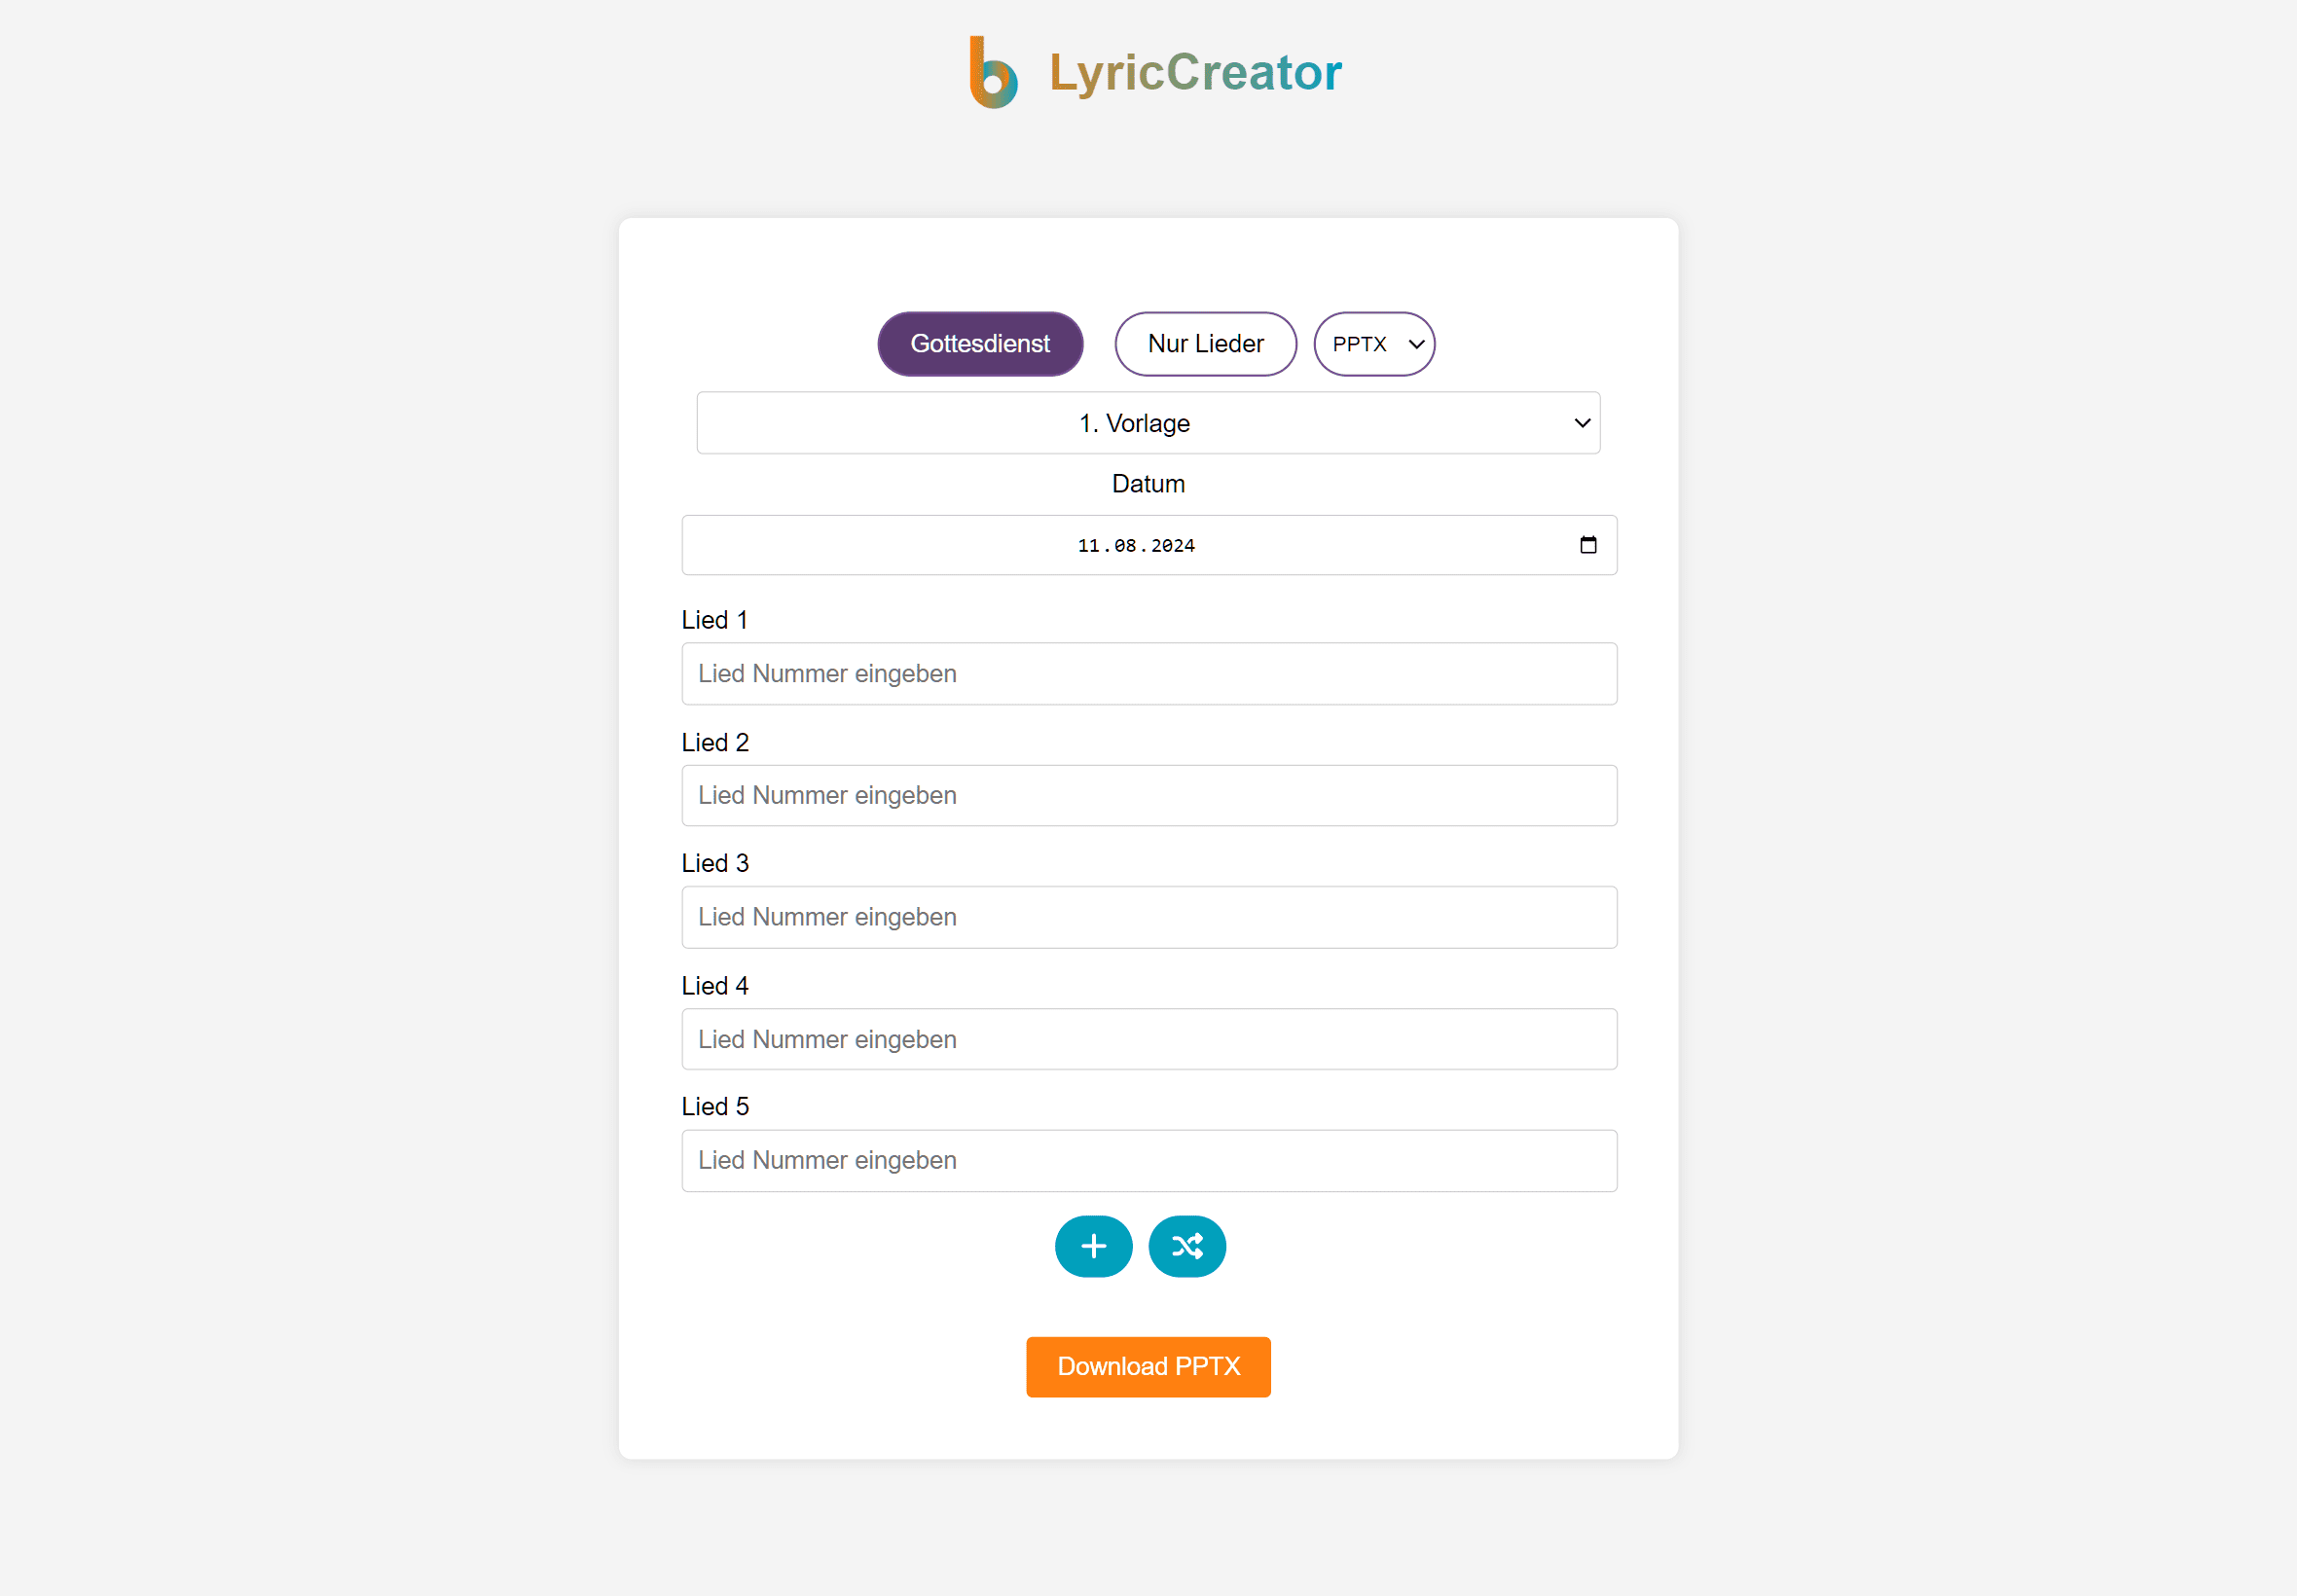 LyricCreator
Gottesdienst Nur Lieder PPTX
1. Vorlage
Datum
11.08.2024
Lied 1
Lied Nummer eingeben
Lied 2
Lied Nummer eingeben
Lied 3
Lied Nummer eingeben
Lied 4
Lied Nummer eingeben
Lied 5
Lied Nummer eingeben
Download PPTX